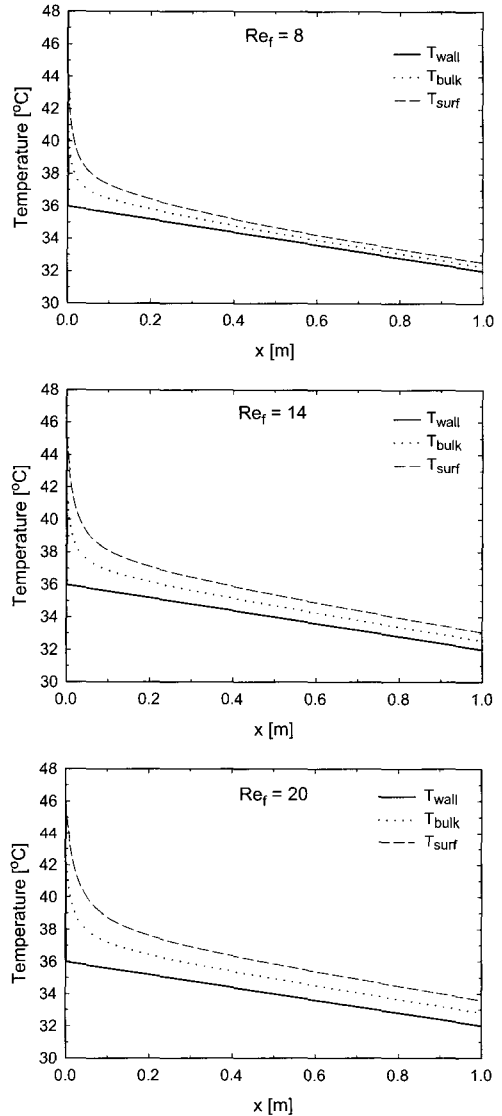 Re_f = 8
T_wall
T_bulk
T_surf
Temperature [°C]
48
46
44
42
40
38
36
34
32
30
0.0 0.2 0.4 0.6 0.8 1.0
x [m]
Re_f = 14
T_wall
T_bulk
T_surf
Temperature [°C]
48
46
44
42
40
38
36
34
32
30
0.0 0.2 0.4 0.6 0.8 1.0
x [m]
Re_f = 20
T_wall
T_bulk
T_surf
Temperature [°C]
48
46
44
42
40
38
36
34
32
30
0.0 0.2 0.4 0.6 0.8 1.0
x [m]